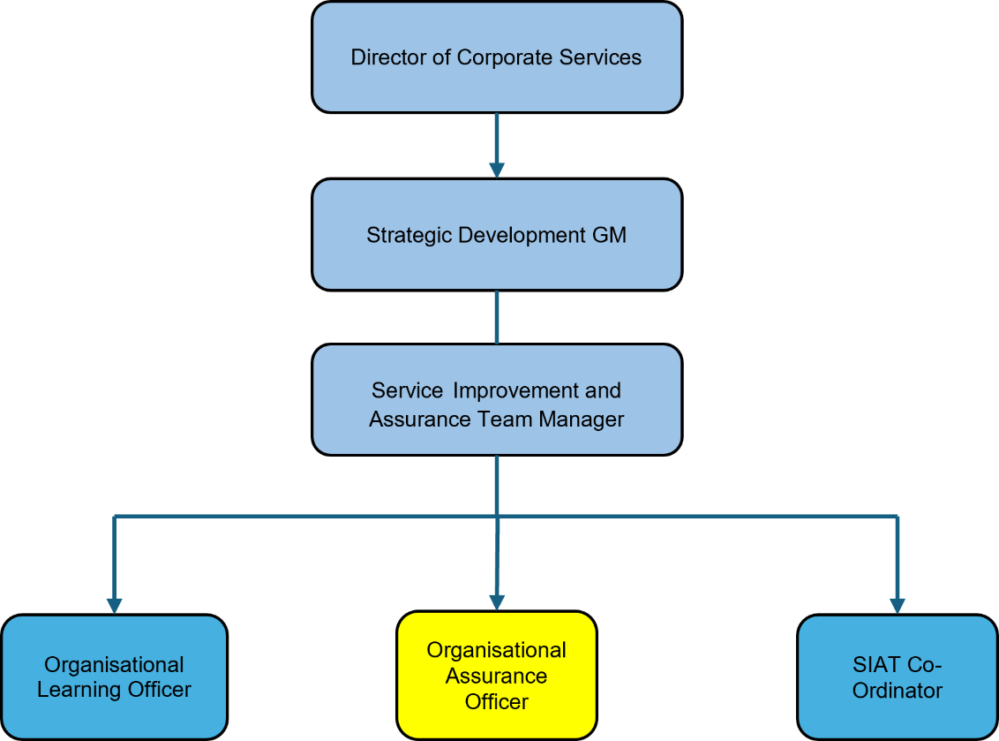 Director of Corporate Services
Strategic Development GM
Service Improvement and
Assurance Team Manager
Organisational
Learning Officer
Organisational
Assurance
Officer
SIAT Co-
Ordinator